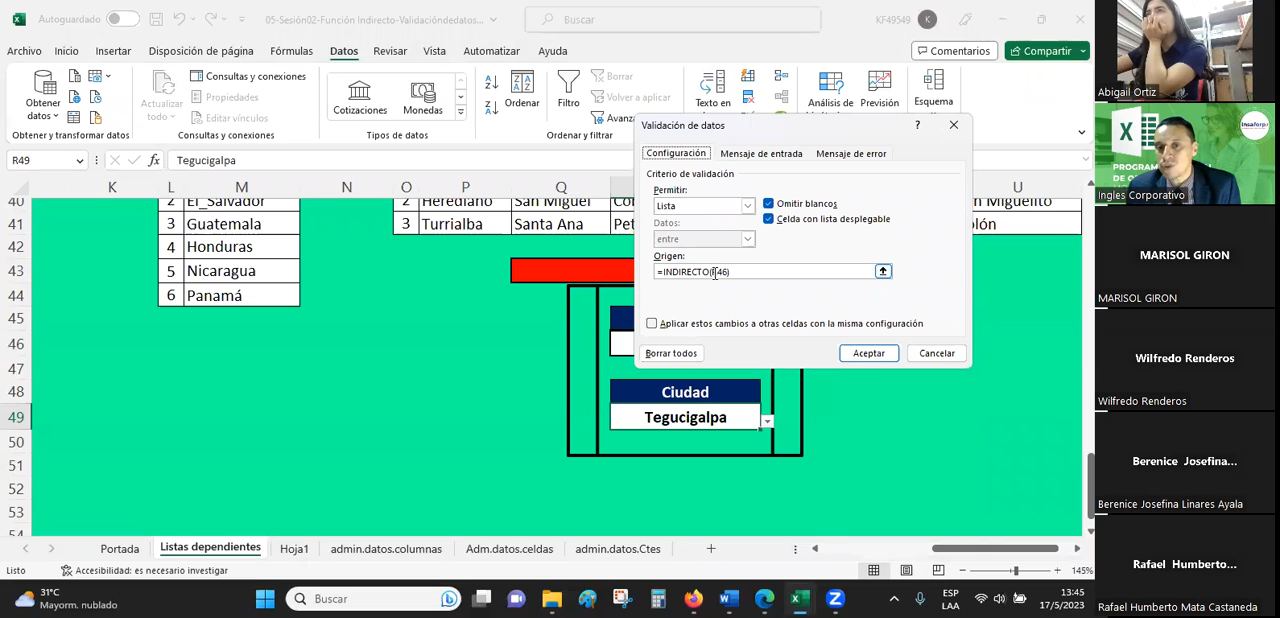 Autoguardado
05-Sesión02-Función Indirecto-Validacióndedatos...
Buscar
KF49549
K
Archivo Inicio Insertar Disposición de página Fórmulas Datos Revisar Vista Automatizar Ayuda
Comentarios
Compartir
Obtener datos
Actualizar todo
Consultas y conexiones
Propiedades
Editar vínculos
Cotizaciones
Monedas
Ordenar
Filtro
Borrar
Volver a aplicar
Texto en
Análisis de
Previsión
Esquema
Obtener y transformar datos
Consultas y conexiones
Tipos de datos
Ordenar y filtrar
R49
fx
Tegucigalpa
K L M N O P Q U
40 2 El_Salvador 2 Herediano San Miguel
41 3 Guatemala 3 Turrialba Santa Ana
42 4 Honduras
43 5 Nicaragua
44 6 Panamá
45
46
47
48 Ciudad
49 Tegucigalpa
50
51
52
53
54
Validación de datos
?
Configuración Mensaje de entrada Mensaje de error
Criterio de validación
Permitir:
Lista
Omitir blancos
Celda con lista desplegable
Datos:
entre
Origen:
Aplicar estos cambios a otras celdas con la misma configuración
Borrar todos
Aceptar
Cancelar
Portada Listas dependientes Hoja1 admin.datos.columnas Adm.datos.celdas admin.datos.Ctes
Listo
Accesibilidad: es necesario investigar
145%
31°C
Mayorm. nublado
Buscar
ESP
LAA
13:45
17/5/2023
Abigail Ortiz
Insaforp
Ingles Corporativo
MARISOL GIRON
MARISOL GIRON
Wilfredo Renderos
Wilfredo Renderos
Berenice Josefina...
Berenice Josefina Linares Ayala
Rafael Humberto...
Rafael Humberto Mata Castaneda